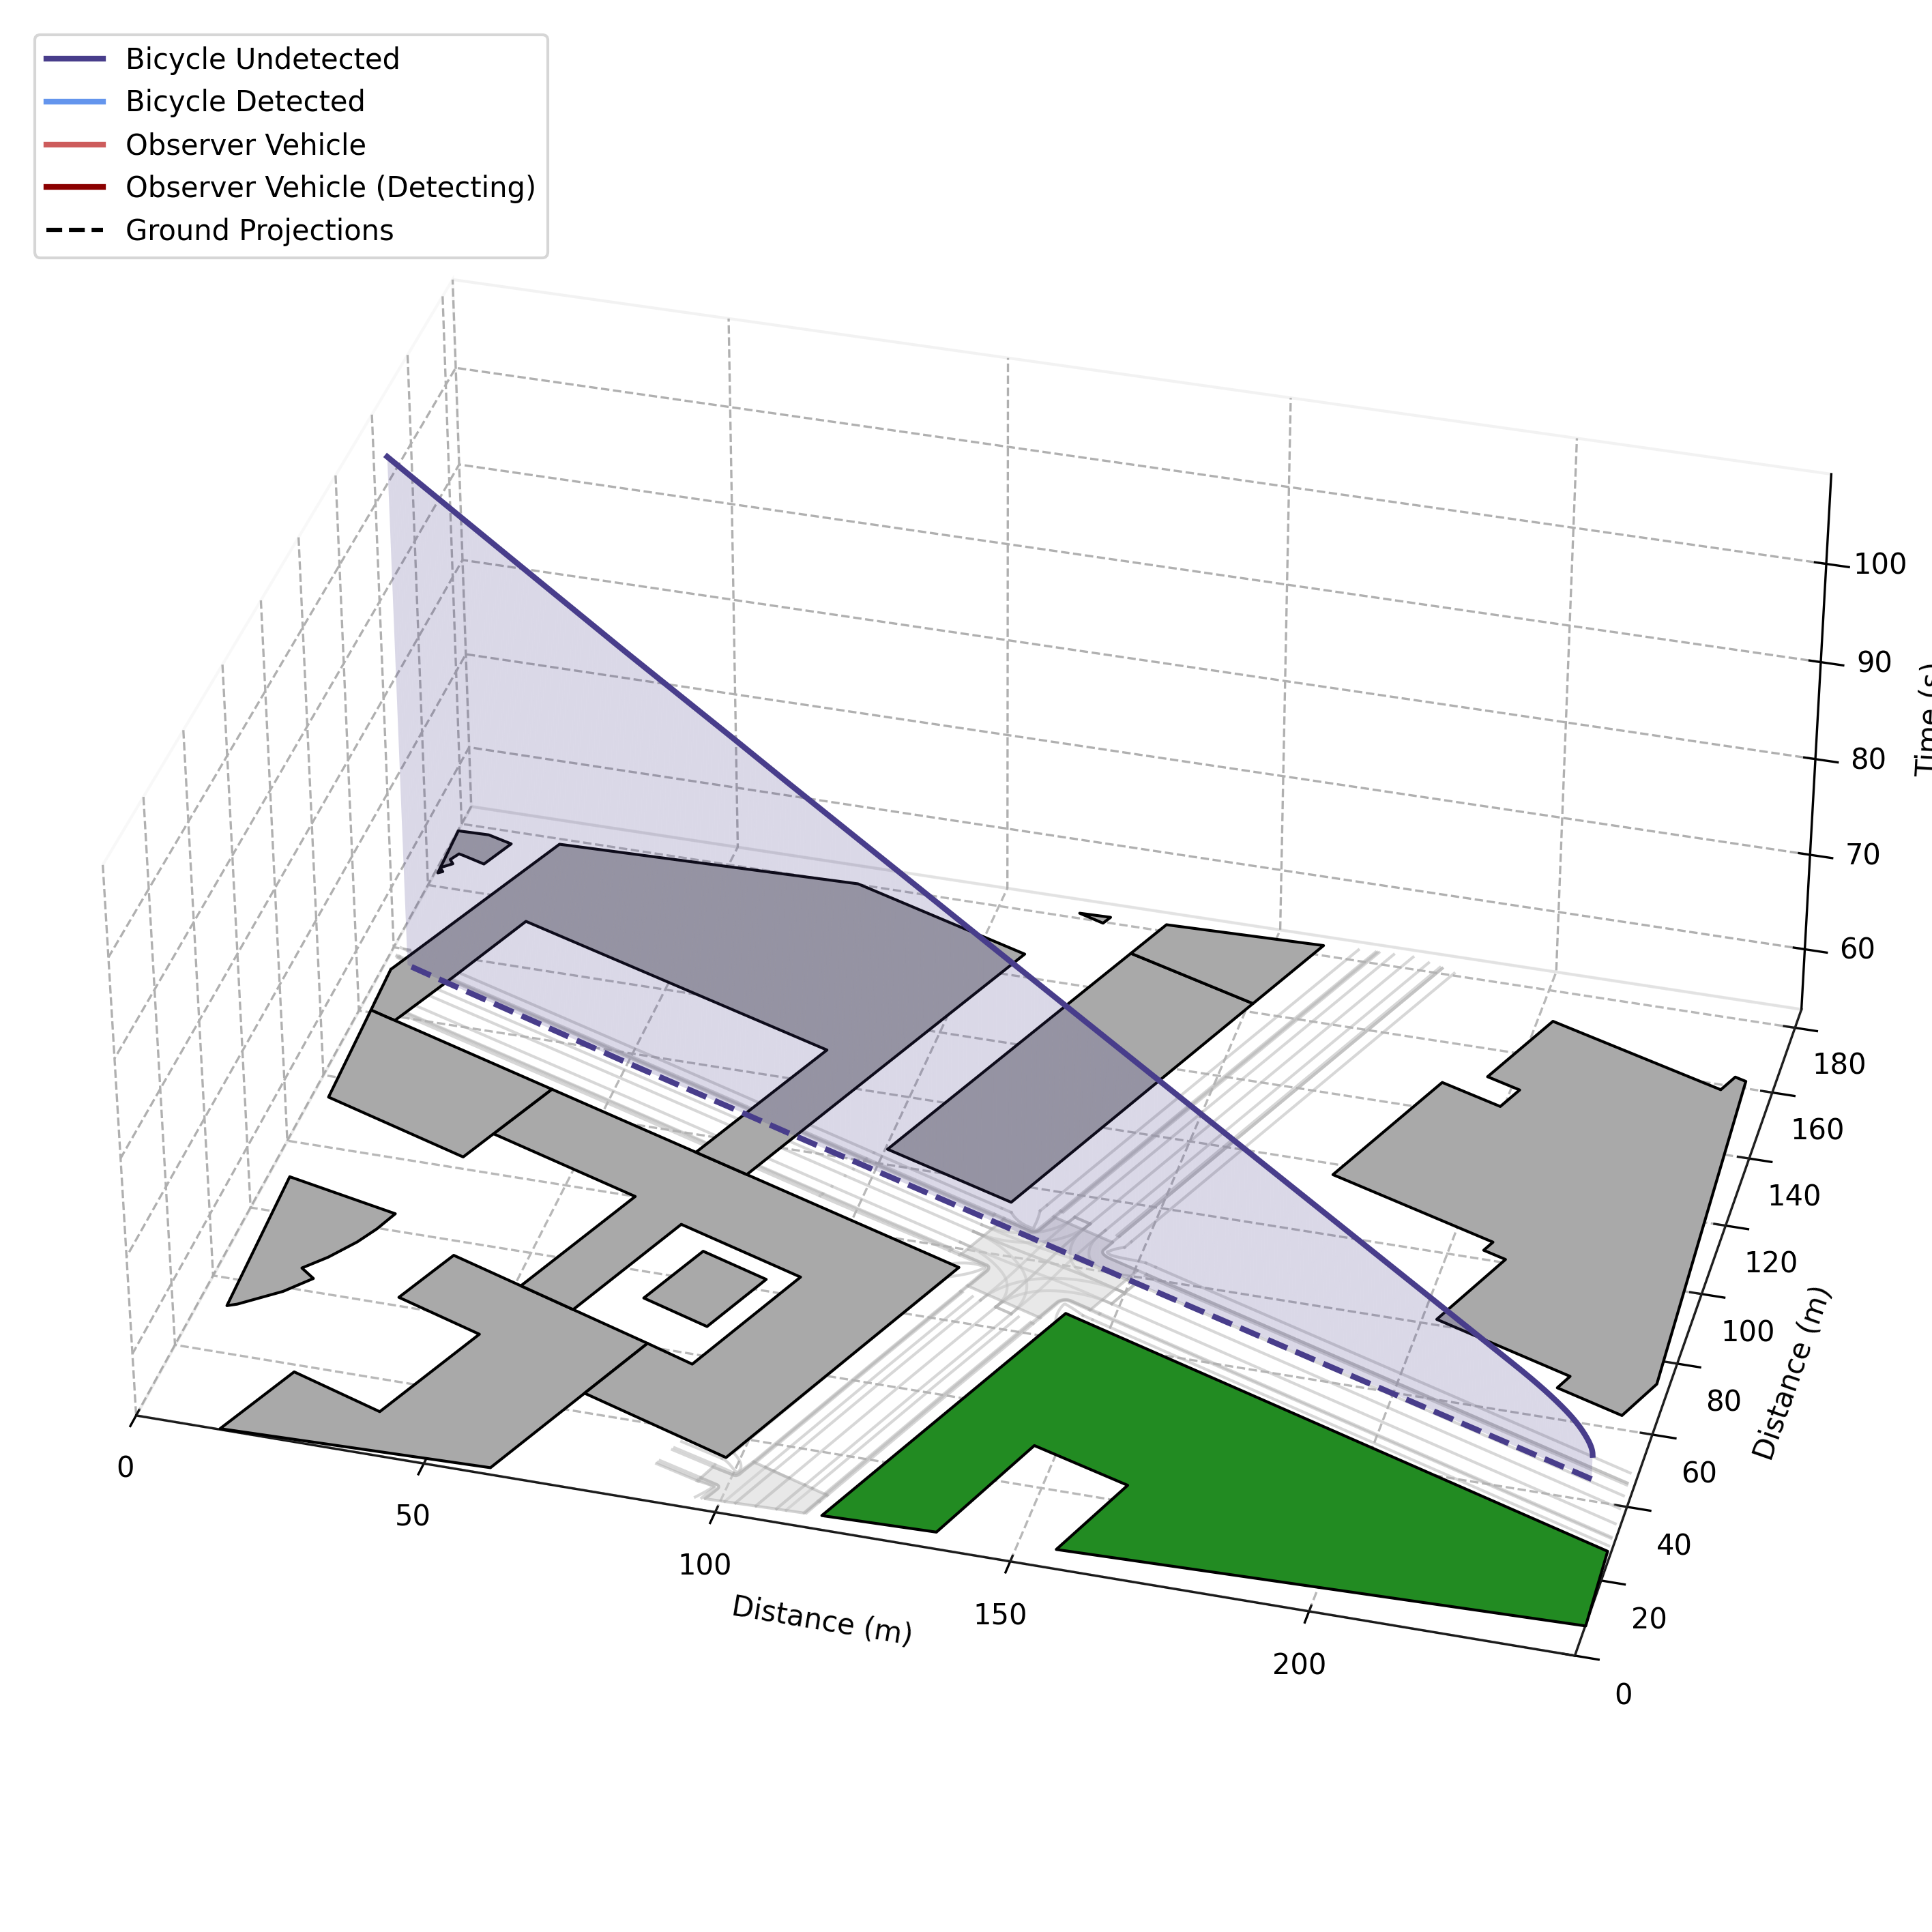 Bicycle Undetected
Bicycle Detected
Observer Vehicle
Observer Vehicle (Detecting)
Ground Projections
100
90
80
70
60
Time (s)
180
160
140
120
100
80
60
40
20
0
Distance (m)
0
50
100
150
200
Distance (m)